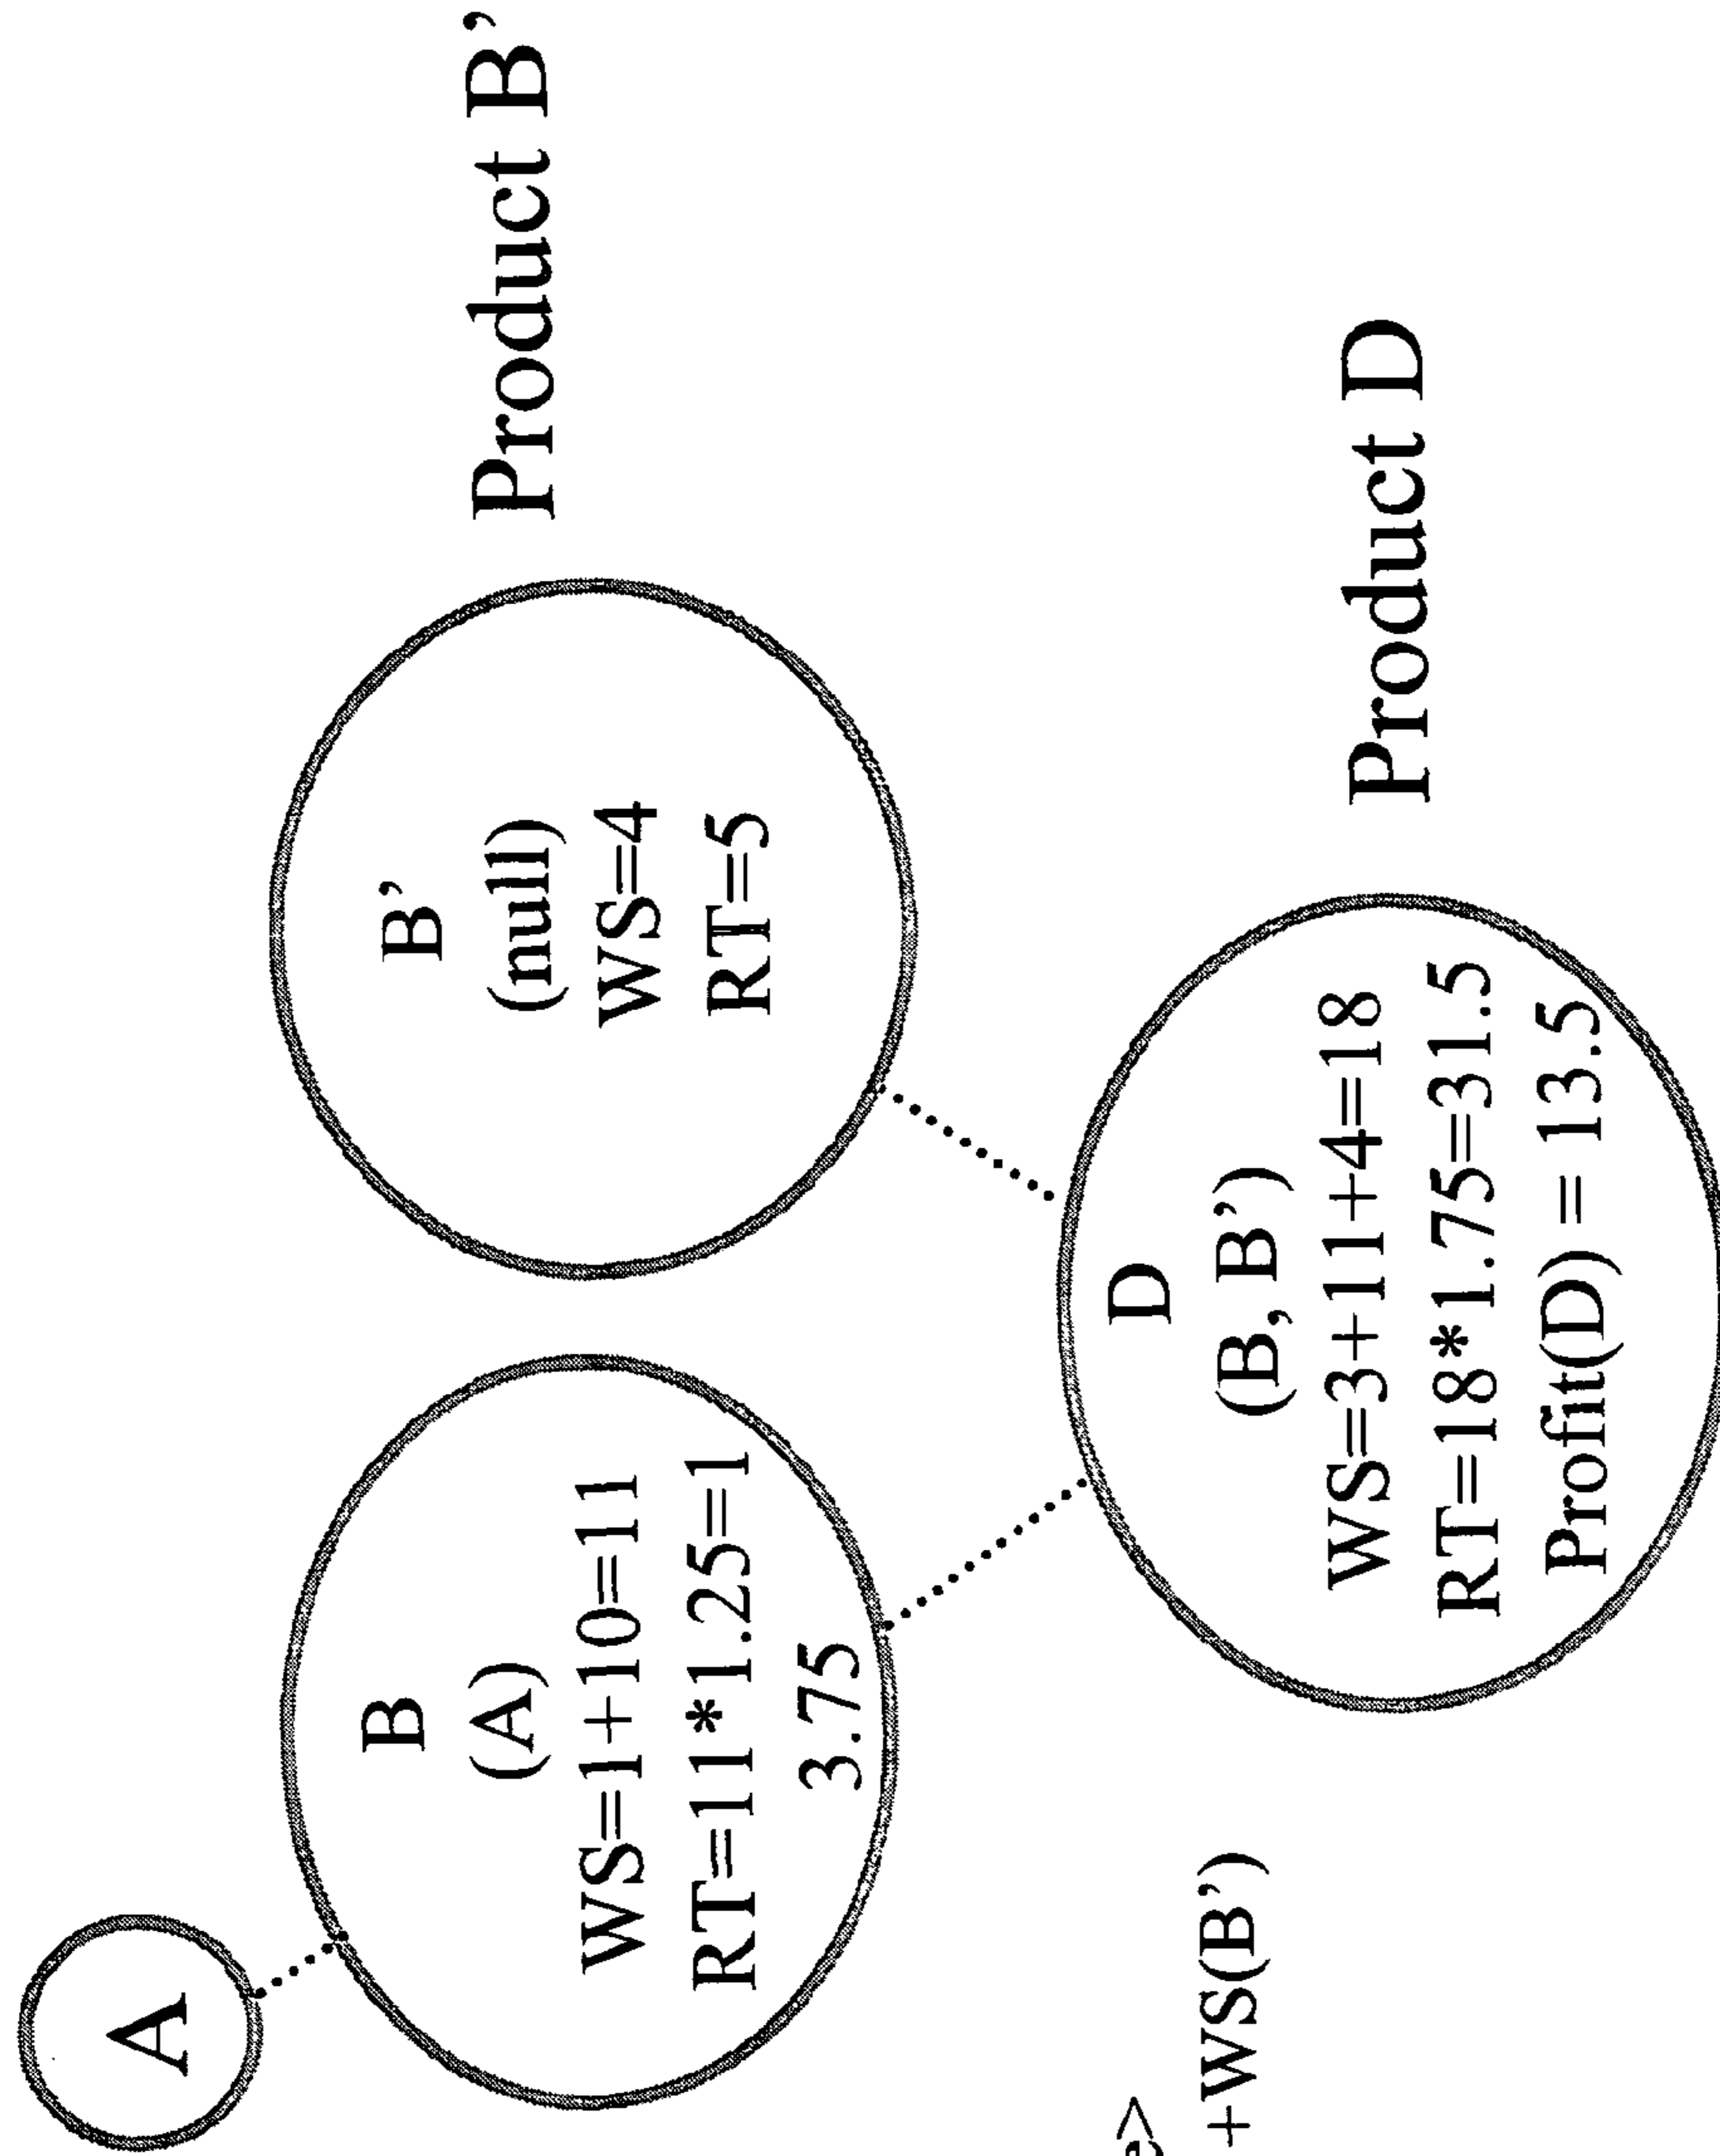 A
B
(A)
WS=1+10=11
RT=11*1.25=1
3.75
B’
(null)
WS=4
RT=5
Product B’
D
(B, B’)
WS=3+11+4=18
RT=18*1.75=31.5
Profit(D) = 13.5
Product D
+WS(B’)